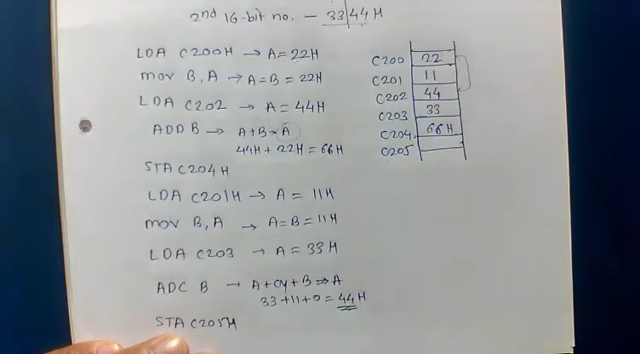 2nd 16-bit no. - 33|44H
LDA C200H → A=22H
mov B,A → A=B=22H
LDA C202 → A=44H
ADD B → A+B→A
44H+22H=66H
STA C204H
LDA C201H → A = 11H
mov B,A → A=B=11H
LDA C203 → A=33H
ADC B → A+CY+B⇒A
33+11+0=44H
STA C205H
C200 22
C201 11
C202 44
C203 33
C204 66H
C205